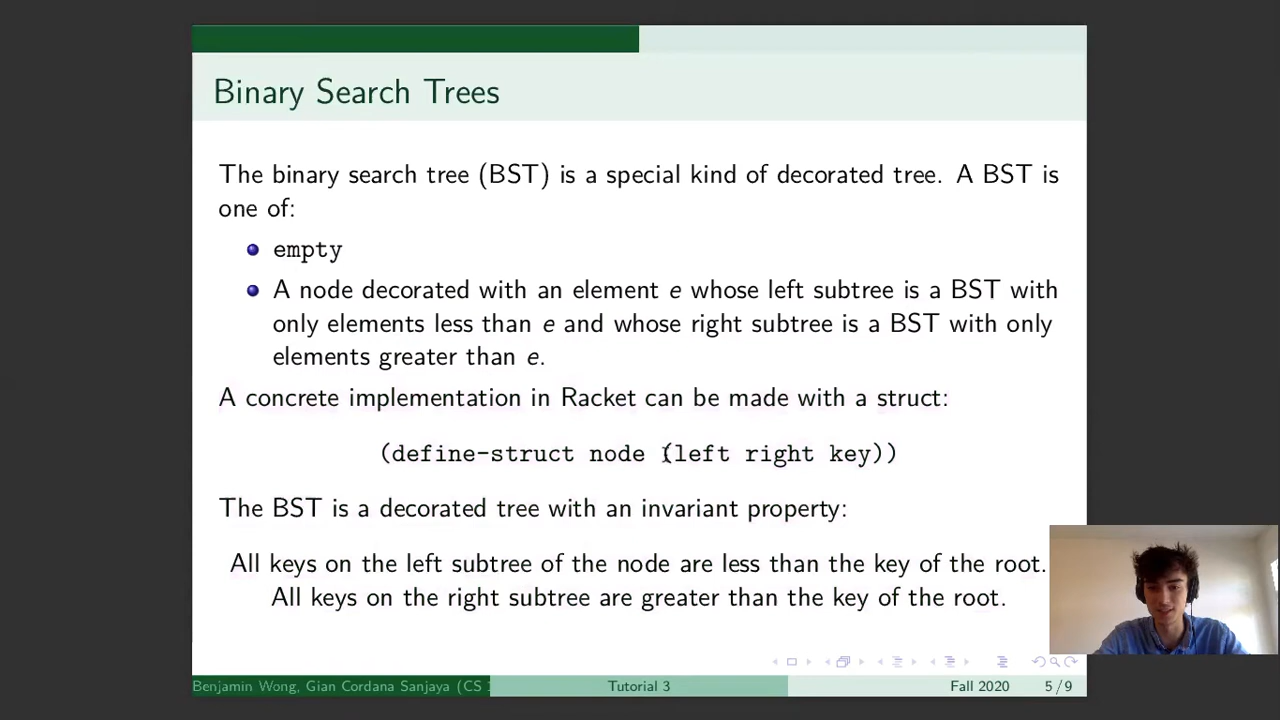 Binary Search Trees
The binary search tree (BST) is a special kind of decorated tree. A BST is
one of:
empty
A node decorated with an element e whose left subtree is a BST with
only elements less than e and whose right subtree is a BST with only
elements greater than e.
A concrete implementation in Racket can be made with a struct:
(define-struct node (left right key))
The BST is a decorated tree with an invariant property:
All keys on the left subtree of the node are less than the key of the root.
All keys on the right subtree are greater than the key of the root.
Benjamin Wong, Gian Cordana Sanjaya (CS
Tutorial 3
Fall 2020
5 / 9